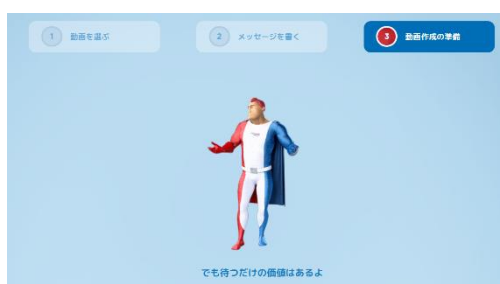 1 動画を選ぶ
2 メッセージを書く
3 動画作成の準備
でも待つだけの価値はあるよ